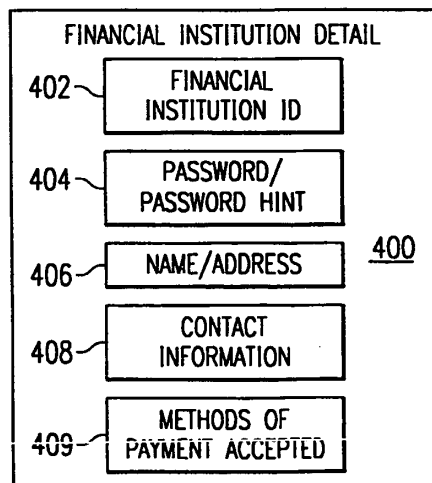 FINANCIAL INSTITUTION DETAIL
402
FINANCIAL
INSTITUTION ID
404
PASSWORD/
PASSWORD HINT
400
406
NAME/ADDRESS
408
CONTACT
INFORMATION
409
METHODS OF
PAYMENT ACCEPTED